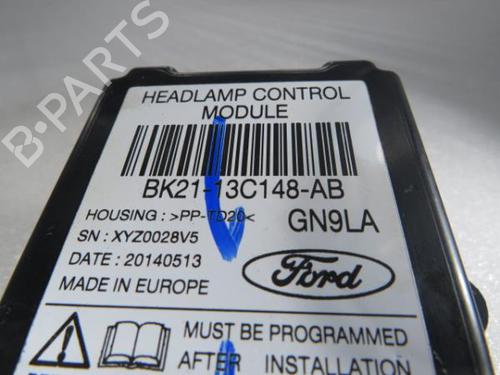 B-PARTS
HEADLAMP CONTROL
MODULE
BK21-13C148-AB
HOUSING : >PP-TD20<
GN9LA
SN : XYZ0028V5
DATE : 20140513
Ford
MADE IN EUROPE
MUST BE PROGRAMMED
AFTER INSTALLATION